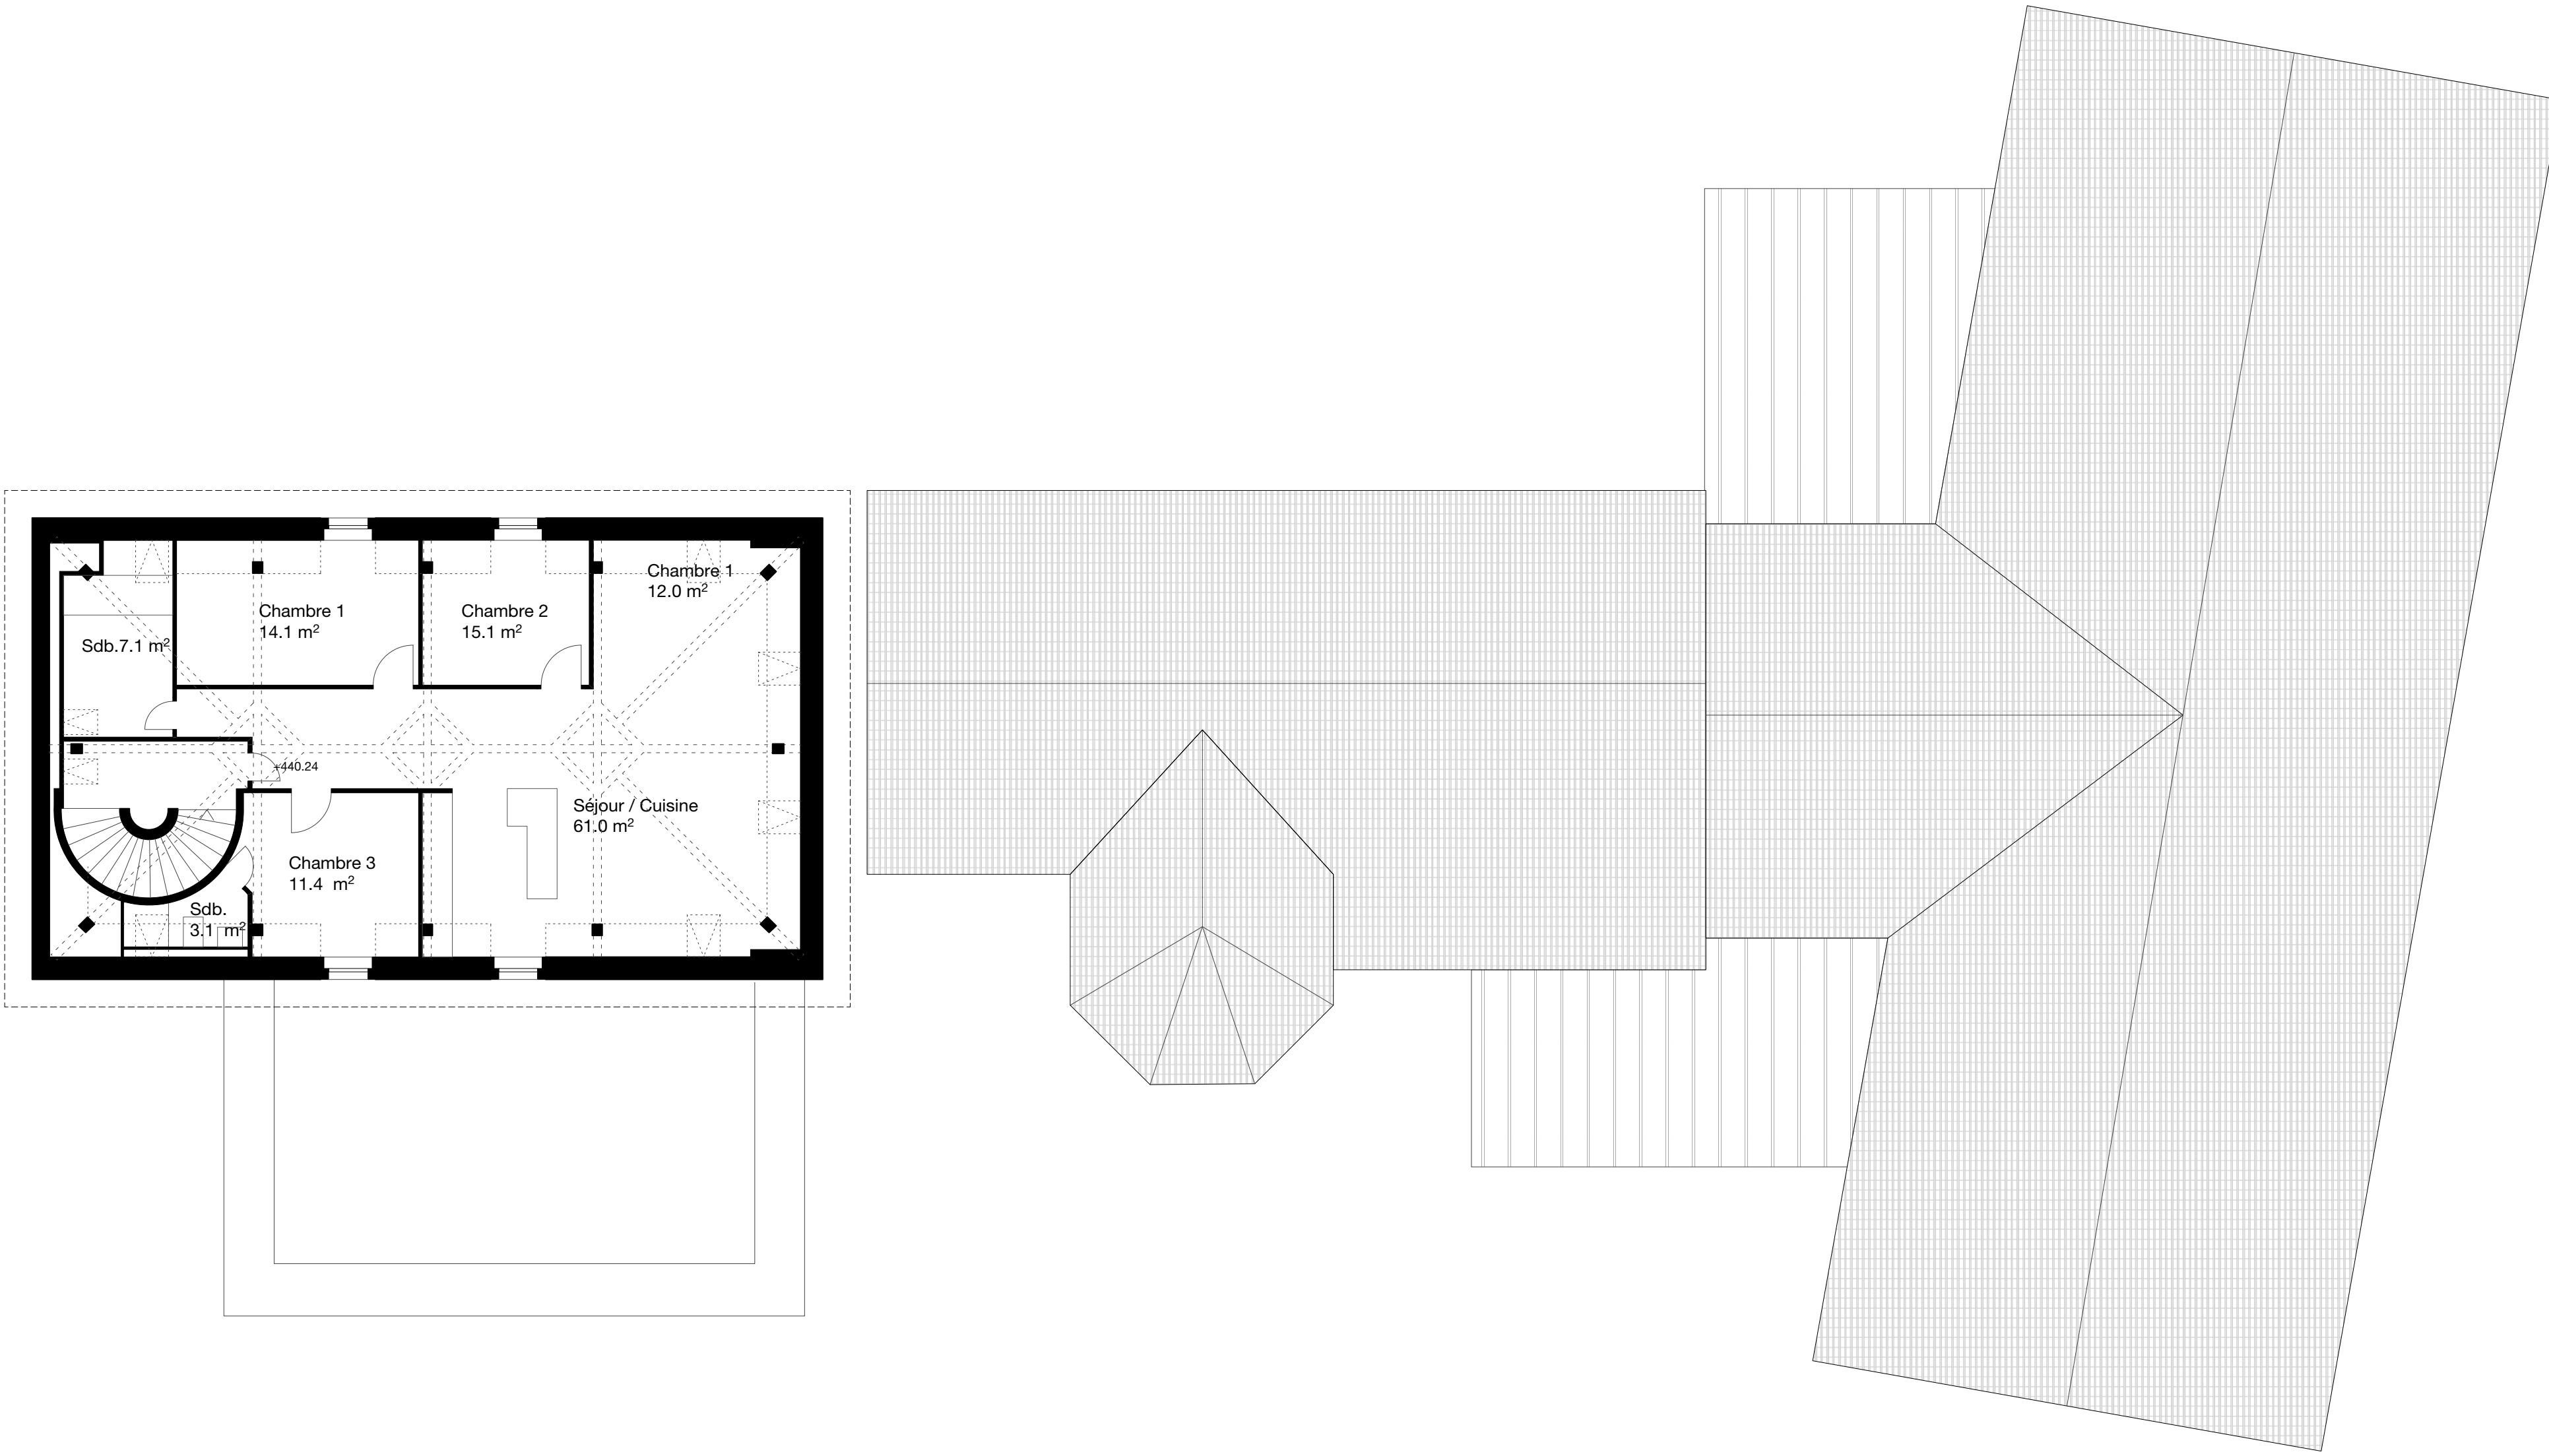 Chambre 1
12.0 m²
Chambre 1
14.1 m²
Chambre 2
15.1 m²
Sdb.7.1 m²
+440.24
Séjour / Cuisine
61.0 m²
Chambre 3
11.4 m²
Sdb.
3.1 m²